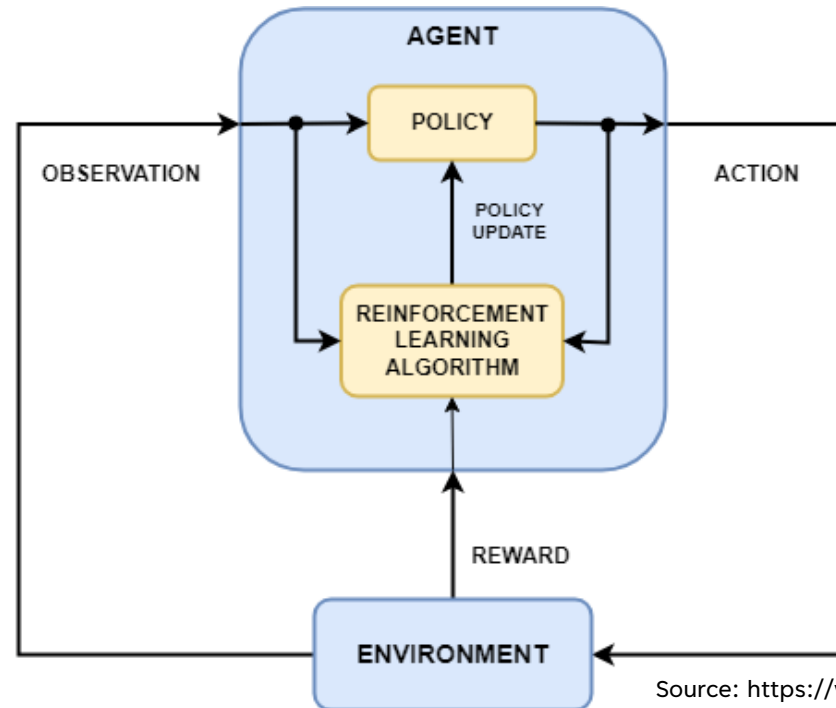 AGENT
POLICY
OBSERVATION
ACTION
POLICY
UPDATE
REINFORCEMENT
LEARNING
ALGORITHM
REWARD
ENVIRONMENT
Source: https://